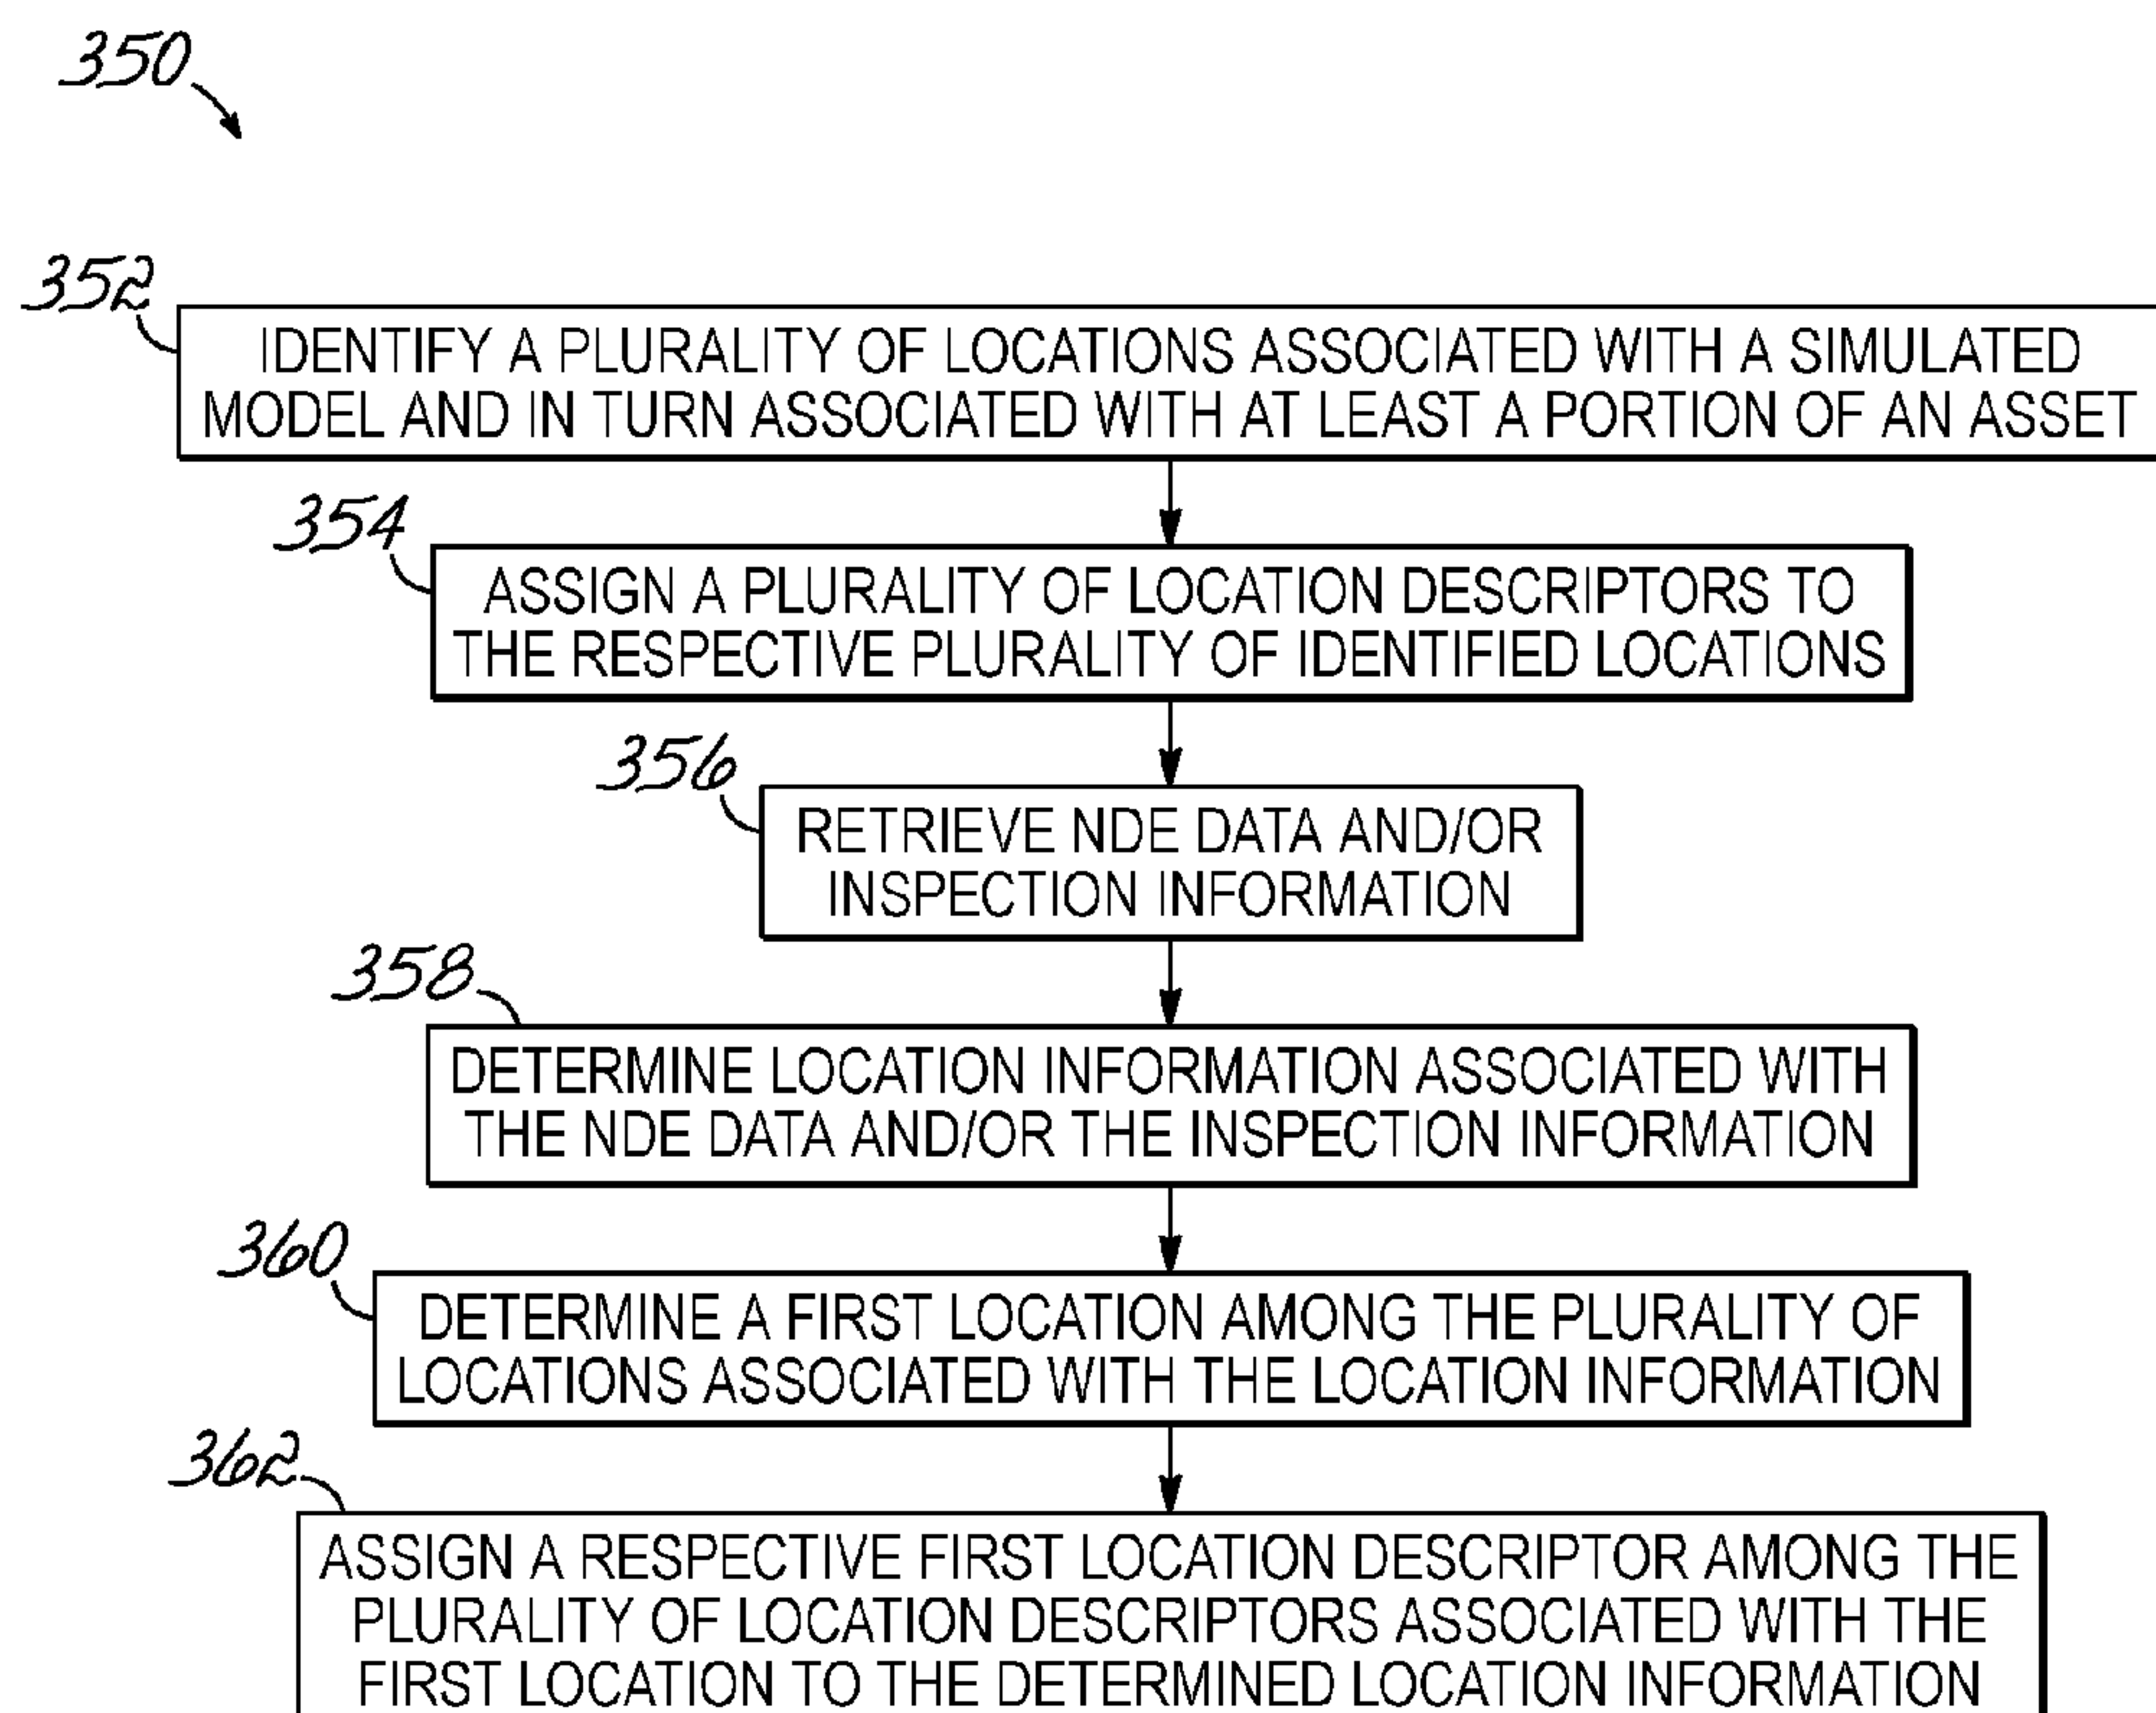 350
352
IDENTIFY A PLURALITY OF LOCATIONS ASSOCIATED WITH A SIMULATED
MODEL AND IN TURN ASSOCIATED WITH AT LEAST A PORTION OF AN ASSET
354
ASSIGN A PLURALITY OF LOCATION DESCRIPTORS TO
THE RESPECTIVE PLURALITY OF IDENTIFIED LOCATIONS
356
RETRIEVE NDE DATA AND/OR
INSPECTION INFORMATION
358
DETERMINE LOCATION INFORMATION ASSOCIATED WITH
THE NDE DATA AND/OR THE INSPECTION INFORMATION
360
DETERMINE A FIRST LOCATION AMONG THE PLURALITY OF
LOCATIONS ASSOCIATED WITH THE LOCATION INFORMATION
362
ASSIGN A RESPECTIVE FIRST LOCATION DESCRIPTOR AMONG THE
PLURALITY OF LOCATION DESCRIPTORS ASSOCIATED WITH THE
FIRST LOCATION TO THE DETERMINED LOCATION INFORMATION